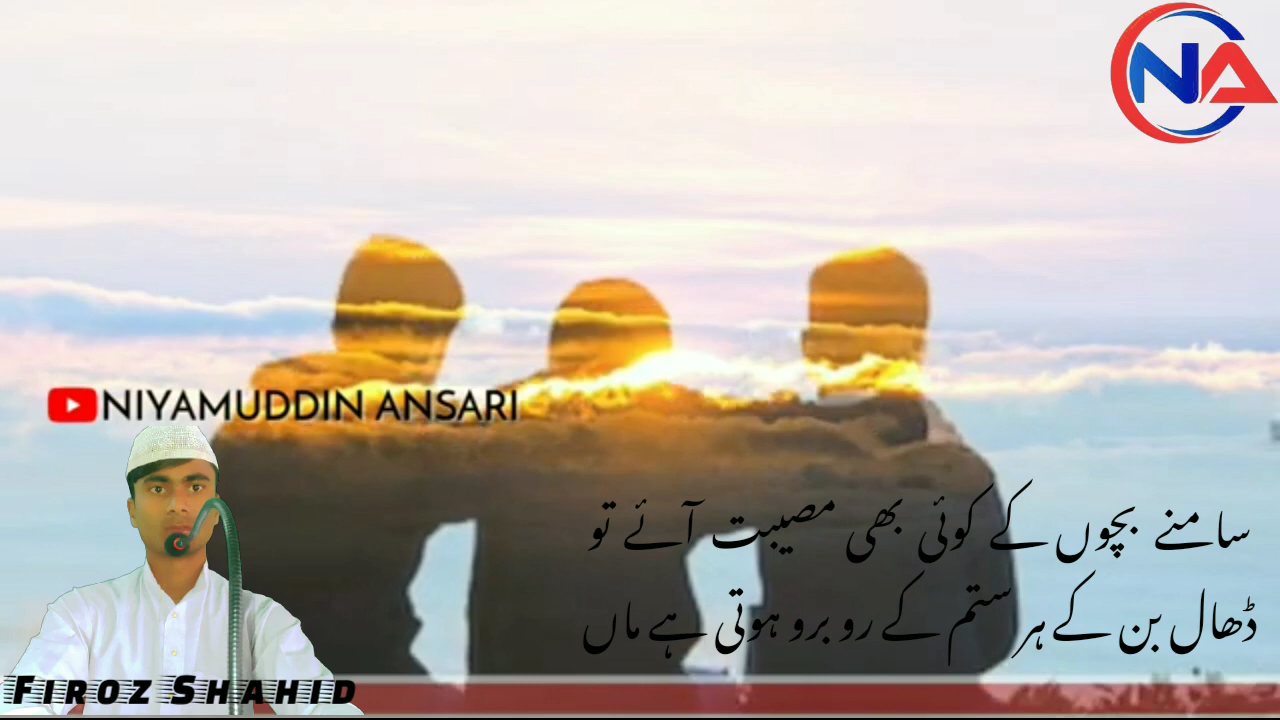 NA
NIYAMUDDIN ANSARI
سامنے بچوں کے کوئی بھی مصیبت آئے تو
ڈھال بن کے ہر ستم کے رو برو ہوتی ہے ماں
FIROZ SHAHID